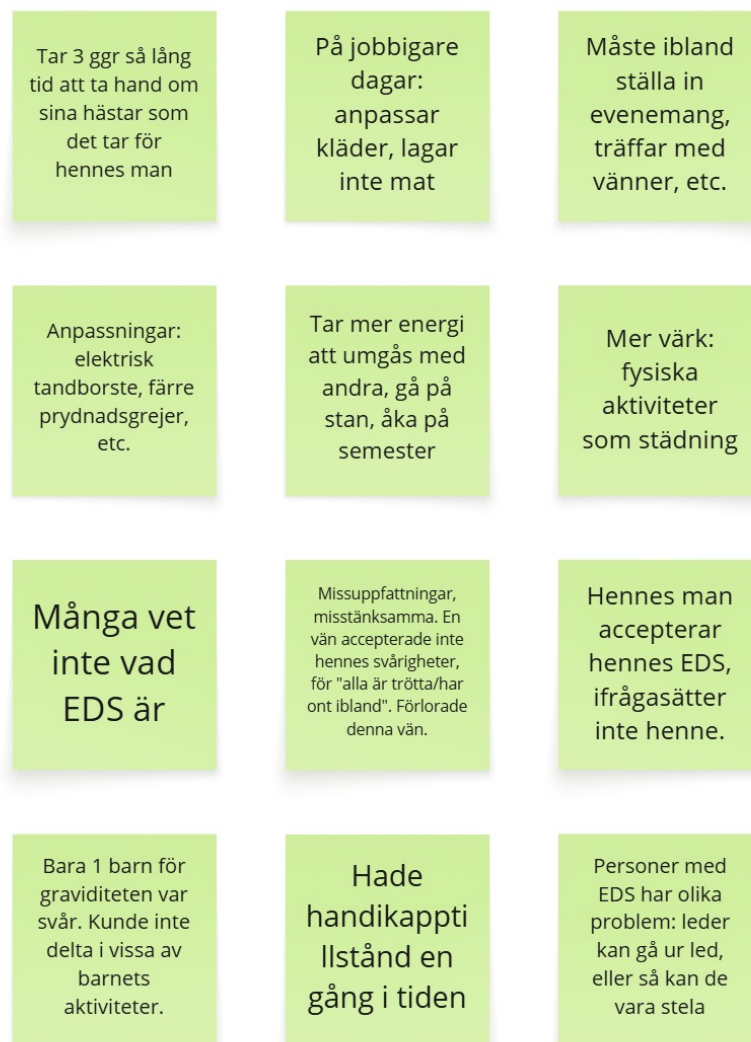 Tar 3 ggr så lång
tid att ta hand om
sina hästar som
det tar för
hennes man
På jobbigare
dagar:
anpassar
kläder, lagar
inte mat
Måste ibland
ställa in
evenemang,
träffar med
vänner, etc.
Anpassningar:
elektrisk
tandborste, färre
prydnadsgrejer,
etc.
Tar mer energi
att umgås med
andra, gå på
stan, åka på
semester
Mer värk:
fysiska
aktiviteter
som städning
Många vet
inte vad
EDS är
Missuppfattningar,
misstänksamma. En
vän accepterade inte
hennes svårigheter,
för "alla är trötta/har
ont ibland". Förlorade
denna vän.
Hennes man
accepterar
hennes EDS,
ifrågasätter
inte henne.
Bara 1 barn för
graviditeten var
svår. Kunde inte
delta i vissa av
barnets
aktiviteter.
Hade
handikappti
llstånd en
gång i tiden
Personer med
EDS har olika
problem: leder
kan gå ur led,
eller så kan de
vara stela